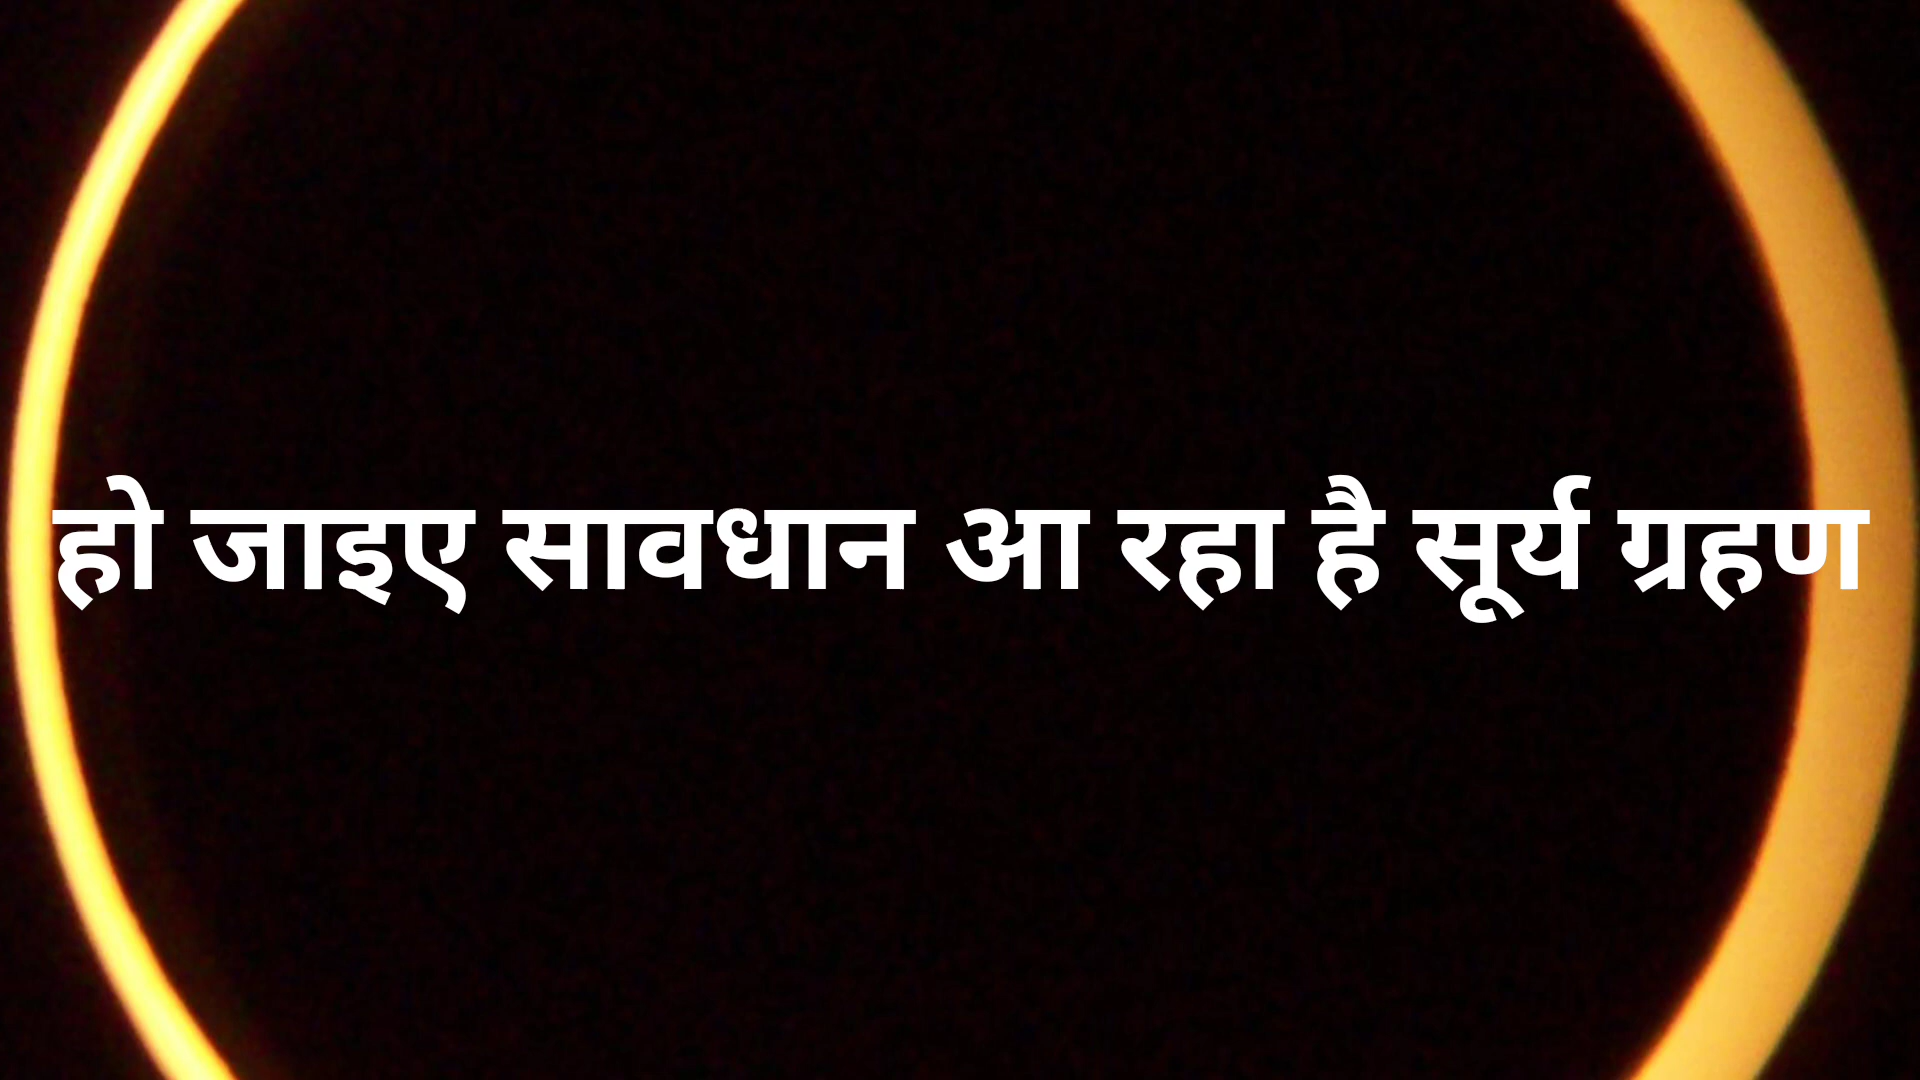 हो जाइए सावधान आ रहा है सूर्य ग्रहण